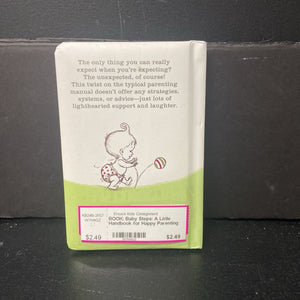 The only thing you can really
expect when you're expecting?
The unexpected, of course!
This twist on the typical parenting
manual doesn't offer any strategies,
systems, or advice—just lots of
lighthearted support and laughter.
Kids Consignment
BOOK: Baby Steps: A Little
Handbook for Happy Parenting
$2.49
$2.49